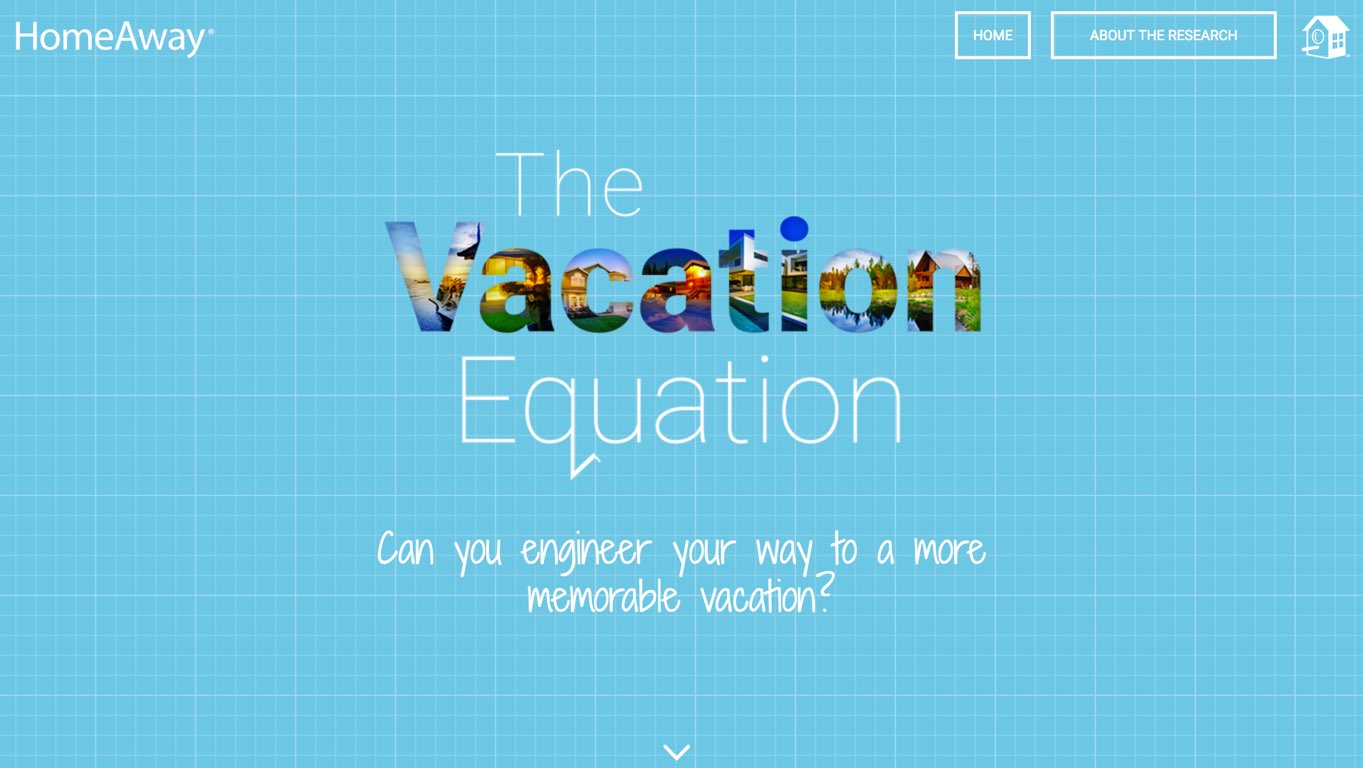 HomeAway®
HOME
ABOUT THE RESEARCH
The
Vacation
Equation
Can you engineer your way to a more
memorable vacation?